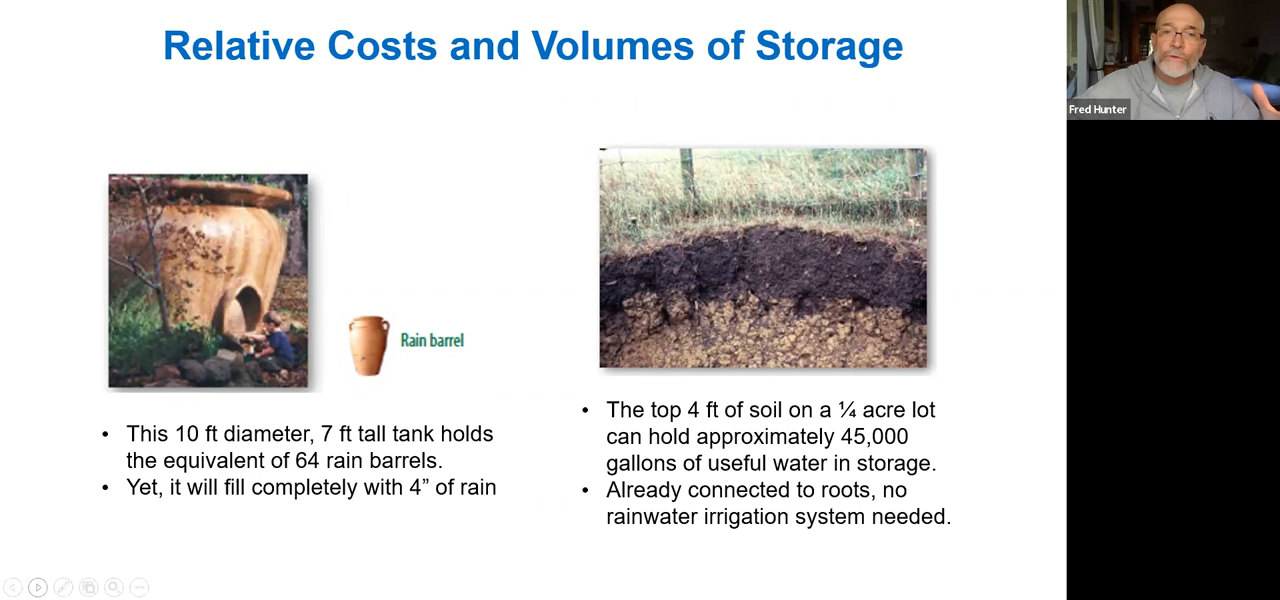 Relative Costs and Volumes of Storage
Fred Hunter
Rain barrel
• This 10 ft diameter, 7 ft tall tank holds
the equivalent of 64 rain barrels.
• Yet, it will fill completely with 4” of rain
• The top 4 ft of soil on a ¼ acre lot
can hold approximately 45,000
gallons of useful water in storage.
• Already connected to roots, no
rainwater irrigation system needed.